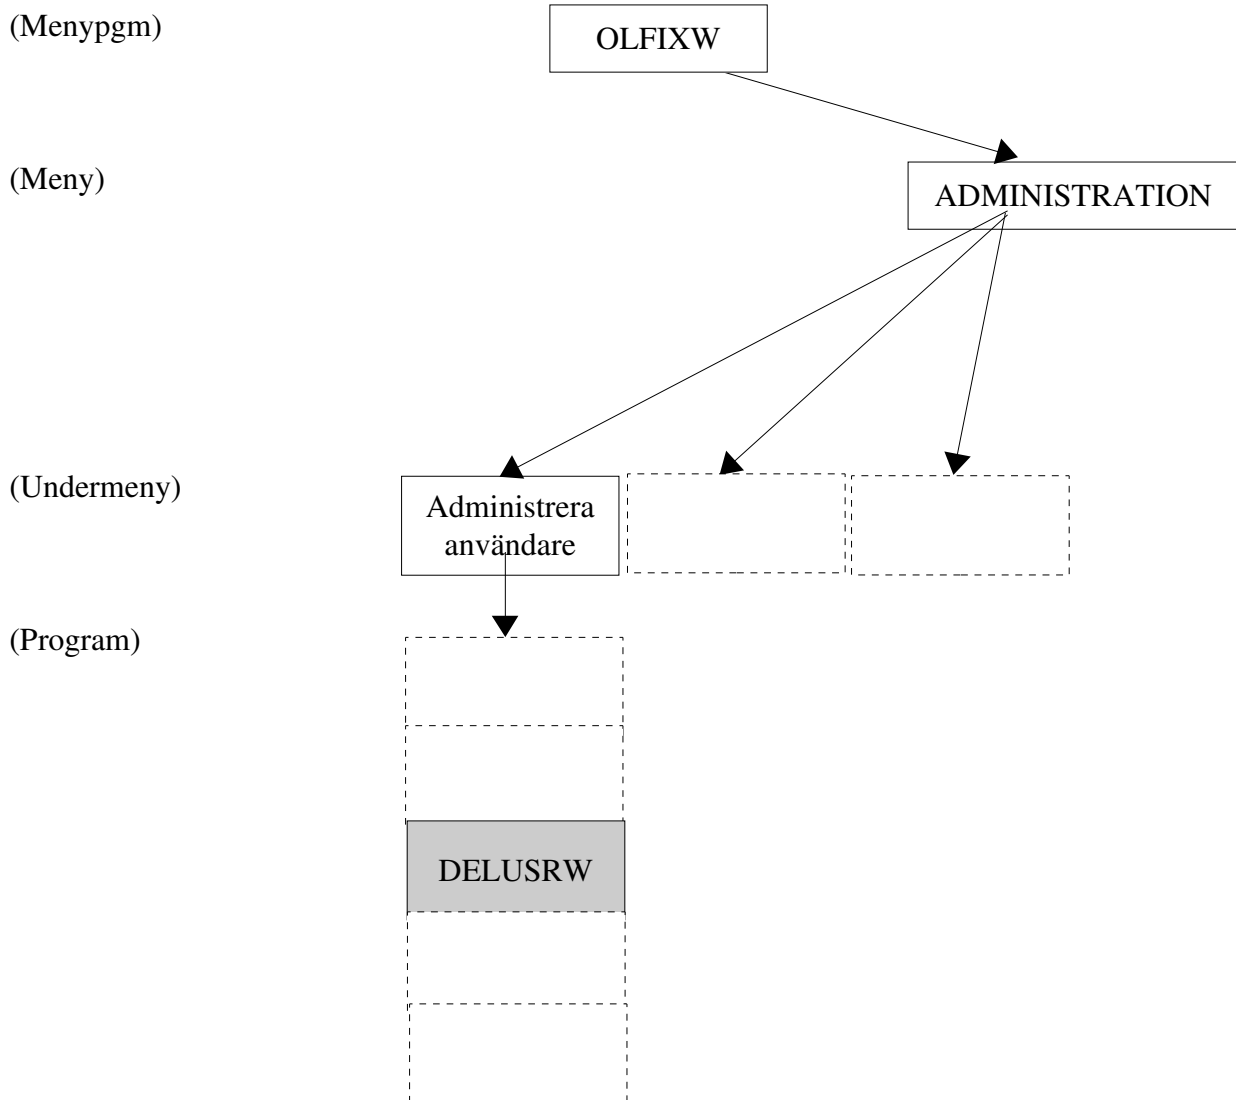 (Menypgm)
OLFIXW
(Meny)
ADMINISTRATION
(Undermeny)
Administrera
användare
(Program)
DELUSRW